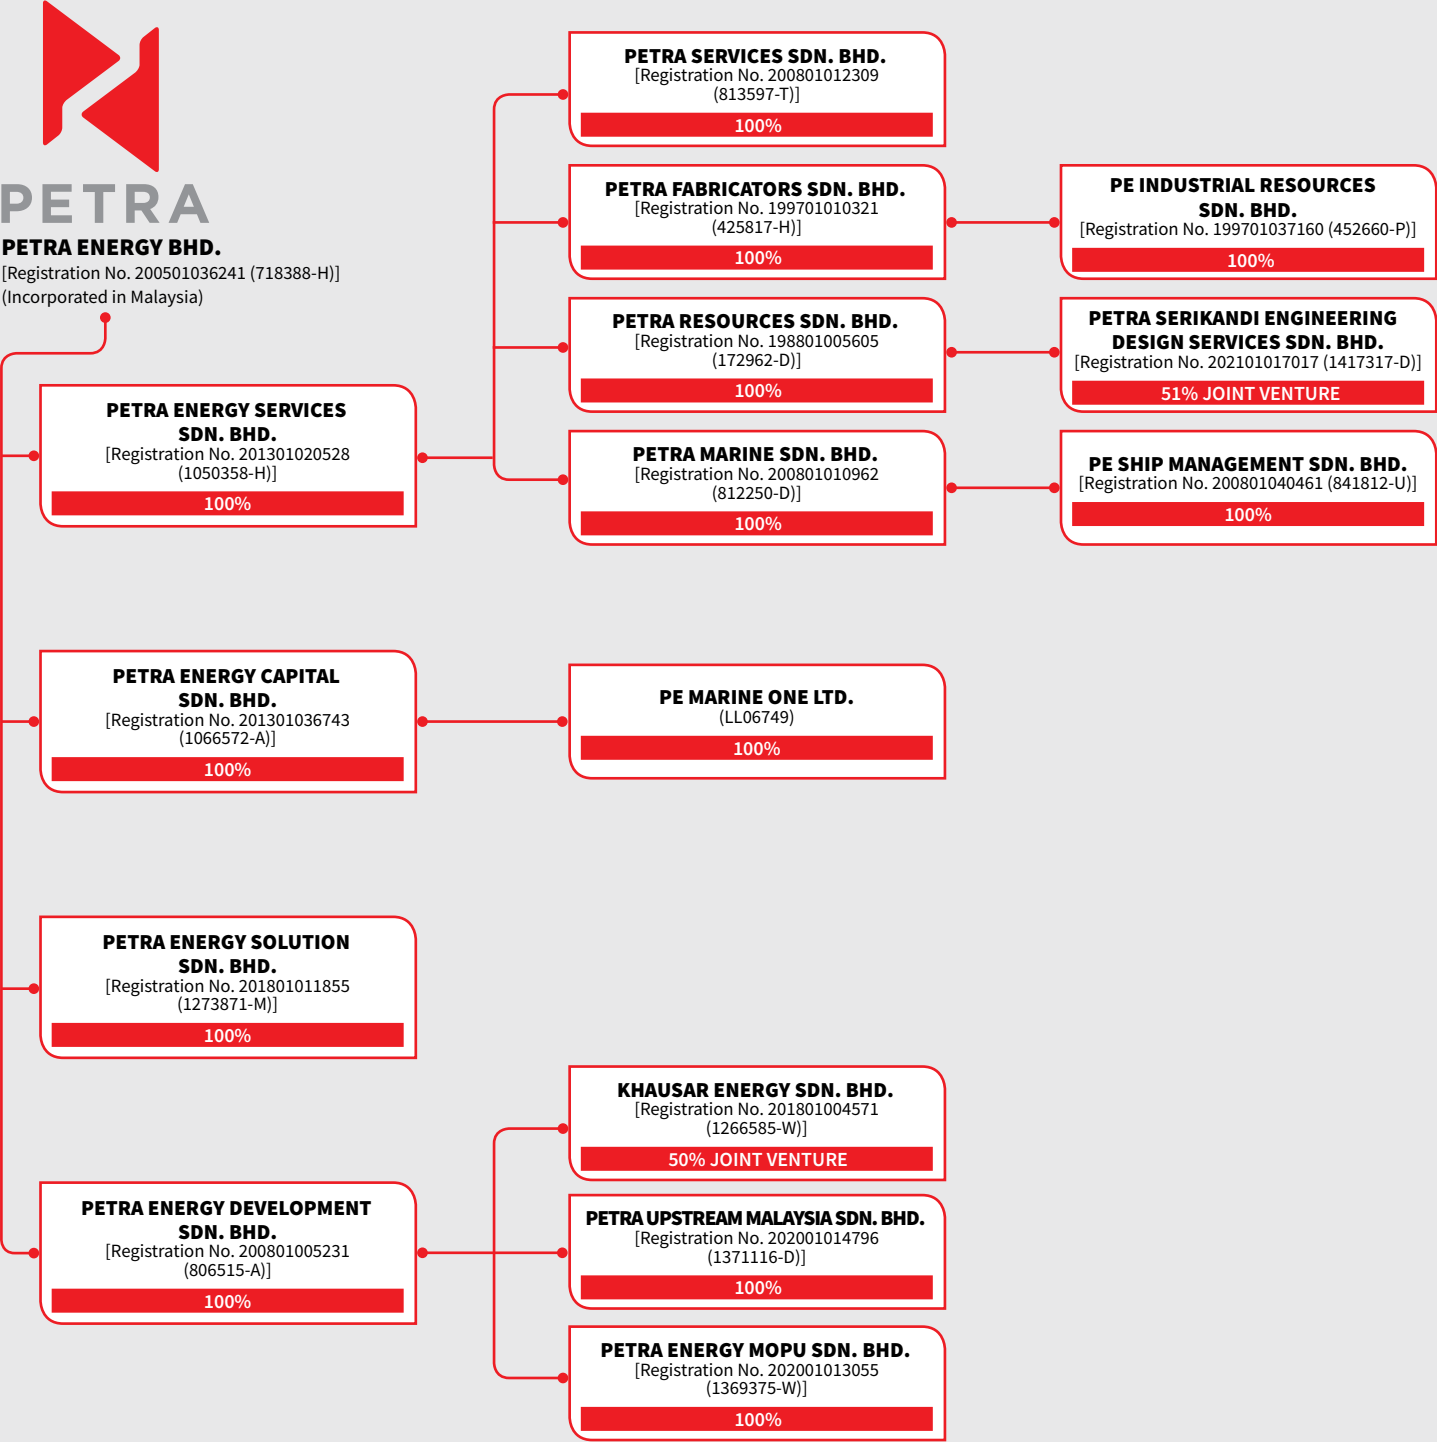 PETRA
PETRA ENERGY BHD.
[Registration No. 200501036241 (718388-H)]
(Incorporated in Malaysia)
PETRA ENERGY SERVICES
SDN. BHD.
[Registration No. 201301020528
(1050358-H)]
100%
PETRA SERVICES SDN. BHD.
[Registration No. 200801012309
(813597-T)]
100%
PETRA FABRICATORS SDN. BHD.
[Registration No. 199701010321
(425817-H)]
100%
PE INDUSTRIAL RESOURCES
SDN. BHD.
[Registration No. 199701037160 (452660-P)]
100%
PETRA RESOURCES SDN. BHD.
[Registration No. 198801005605
(172962-D)]
100%
PETRA SERIKANDI ENGINEERING
DESIGN SERVICES SDN. BHD.
[Registration No. 202101017017 (1417317-D)]
51% JOINT VENTURE
PETRA MARINE SDN. BHD.
[Registration No. 200801010962
(812250-D)]
100%
PE SHIP MANAGEMENT SDN. BHD.
[Registration No. 200801040461 (841812-U)]
100%
PETRA ENERGY CAPITAL
SDN. BHD.
[Registration No. 201301036743
(1066572-A)]
100%
PE MARINE ONE LTD.
(LL06749)
100%
PETRA ENERGY SOLUTION
SDN. BHD.
[Registration No. 201801011855
(1273871-M)]
100%
PETRA ENERGY DEVELOPMENT
SDN. BHD.
[Registration No. 200801005231
(806515-A)]
100%
KHAUSAR ENERGY SDN. BHD.
[Registration No. 201801004571
(1266585-W)]
50% JOINT VENTURE
PETRA UPSTREAM MALAYSIA SDN. BHD.
[Registration No. 202001014796
(1371116-D)]
100%
PETRA ENERGY MOPU SDN. BHD.
[Registration No. 202001013055
(1369375-W)]
100%